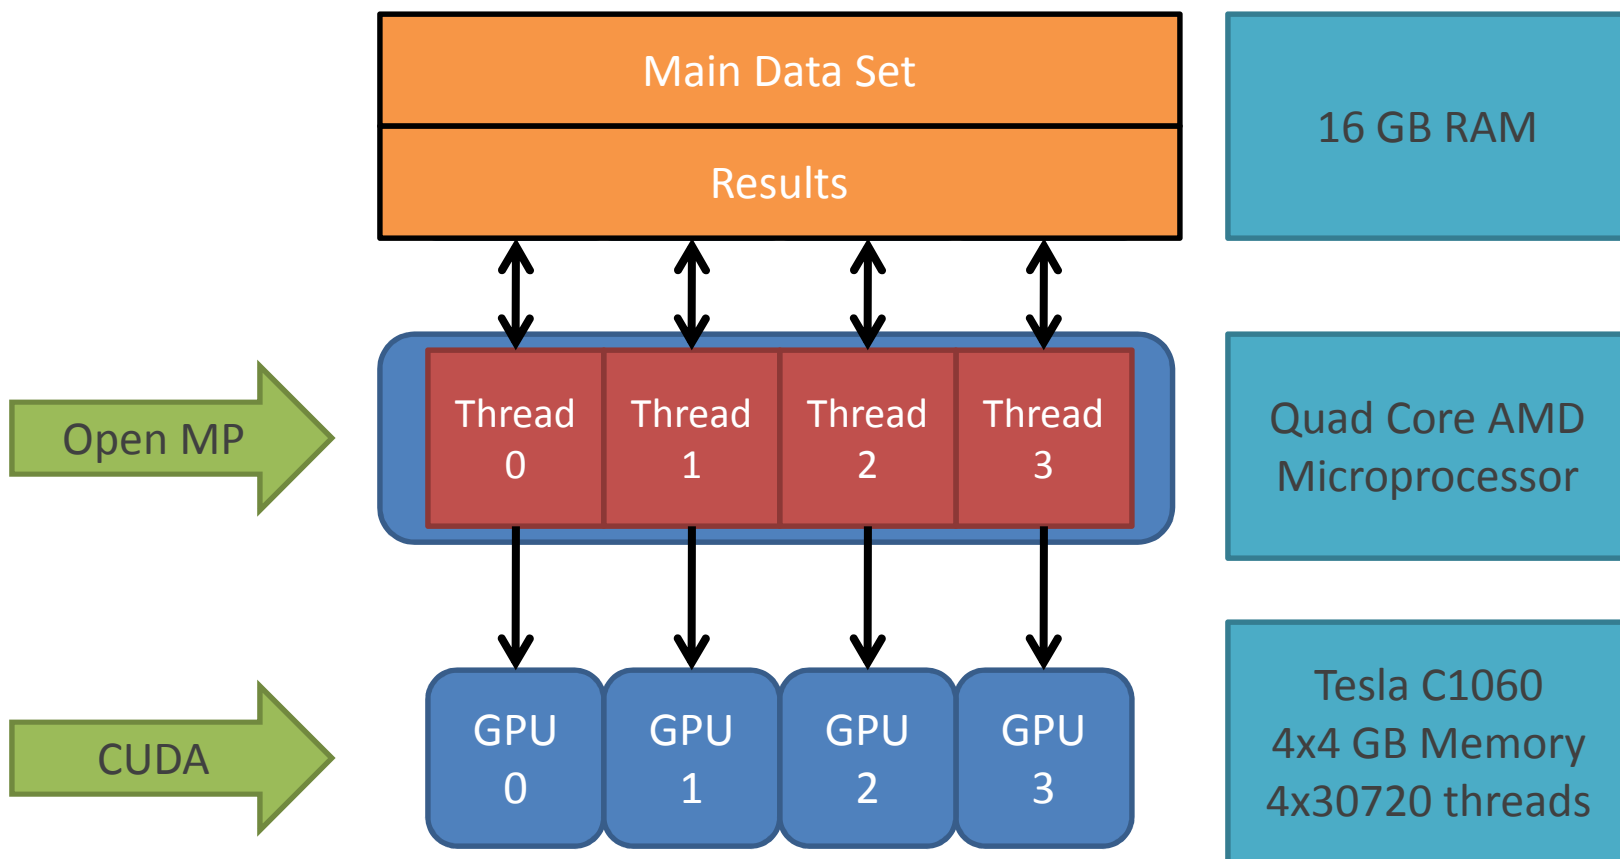 Main Data Set
Results
16 GB RAM
Open MP
Thread
0
Thread
1
Thread
2
Thread
3
Quad Core AMD
Microprocessor
CUDA
GPU
0
GPU
1
GPU
2
GPU
3
Tesla C1060
4x4 GB Memory
4x30720 threads